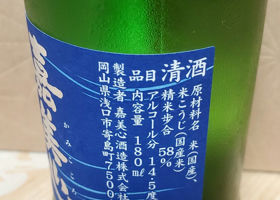 嘉美心
かみこころ
品目 清酒
原材料名 米(国産)、
米こうじ(国産米)
精米歩合 58%
アルコール分 14.5度
内容量 180ml
製造者 嘉美心酒造株式会社
岡山県浅口市寄島町7500